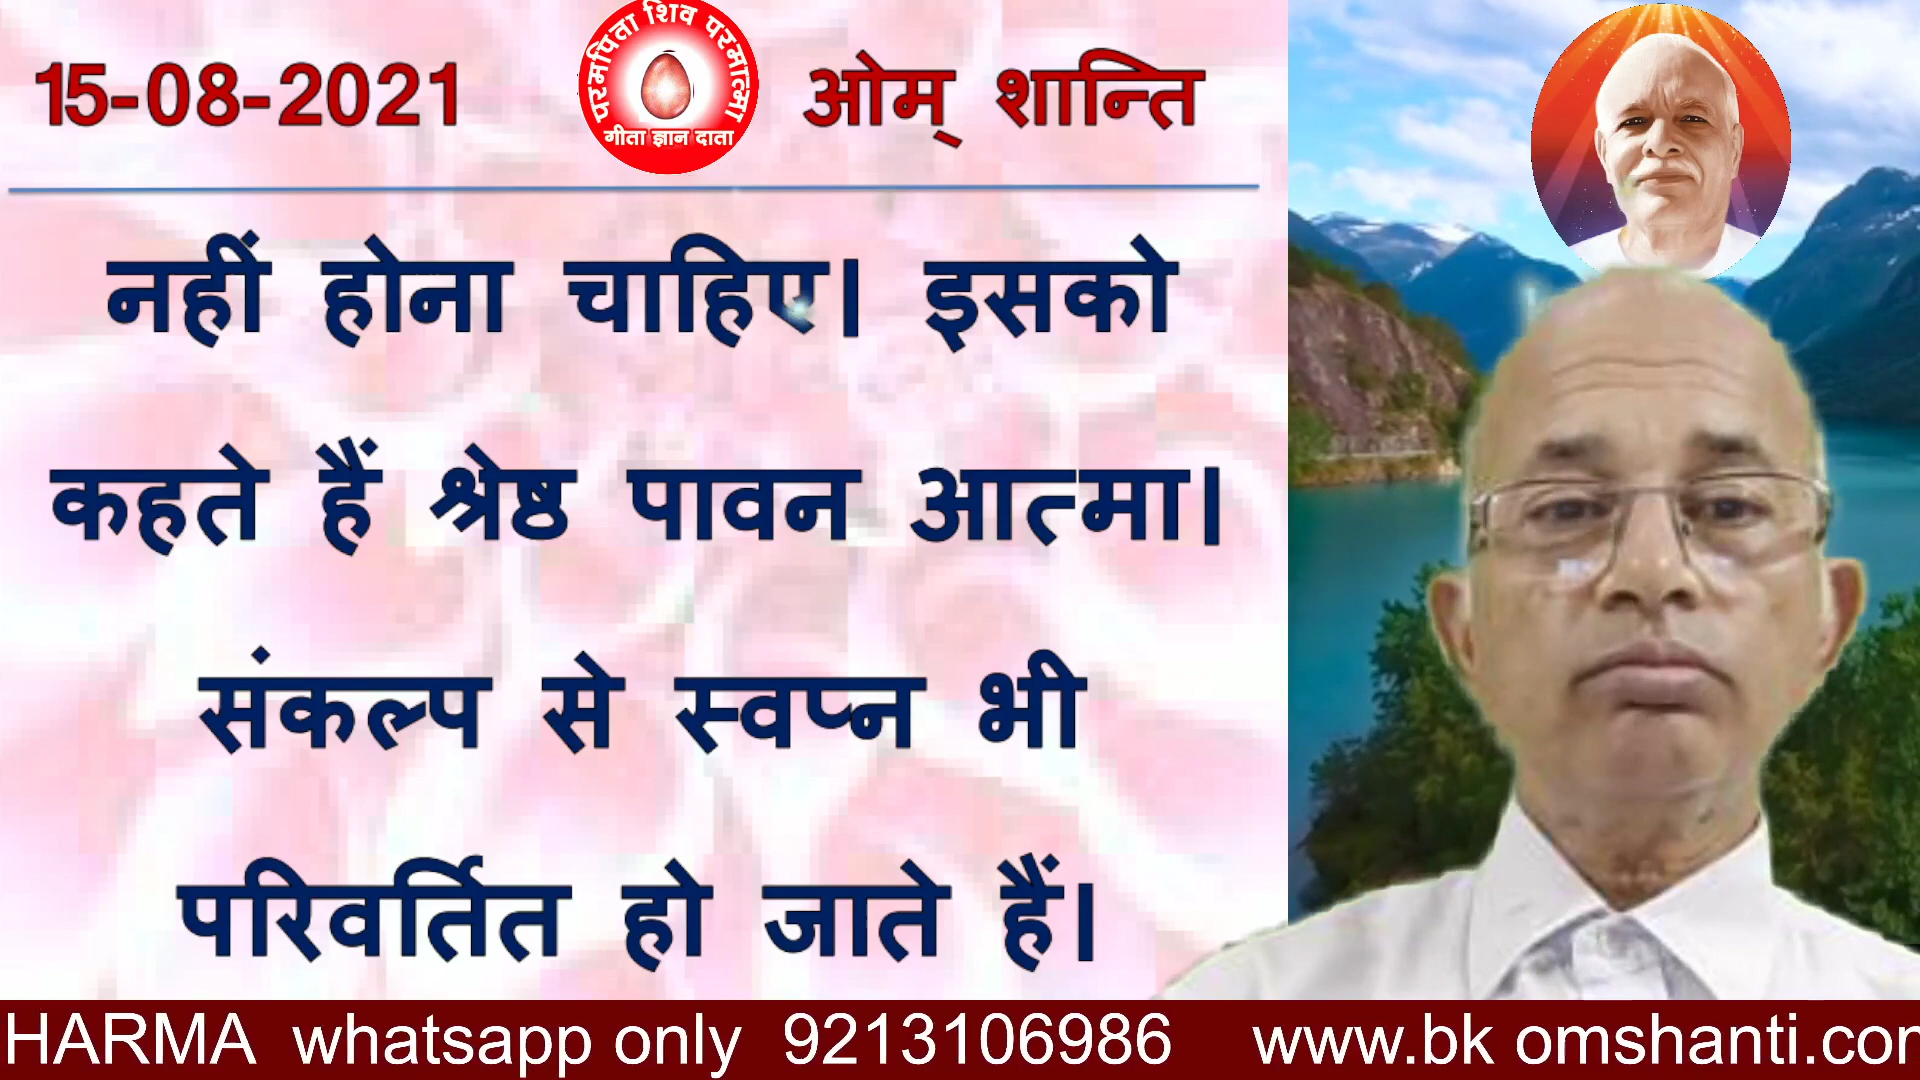 15-08-2021
परमपिता शिव परमात्मा
गीता ज्ञान दाता
ओम् शान्ति
नहीं होना चाहिए। इसको
कहते हैं श्रेष्ठ पावन आत्मा।
संकल्प से स्वप्न भी
परिवर्तित हो जाते हैं।
HARMA whatsapp only 9213106986 www.bk omshanti.com